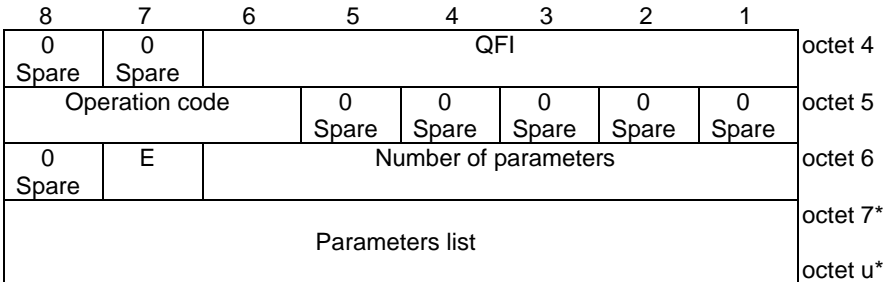 8 7 6 5 4 3 2 1
0 0 QFI octet 4
Spare Spare
Operation code 0 0 0 0 0 octet 5
Spare Spare Spare Spare Spare
0 E Number of parameters octet 6
Spare
octet 7*
Parameters list
octet u*